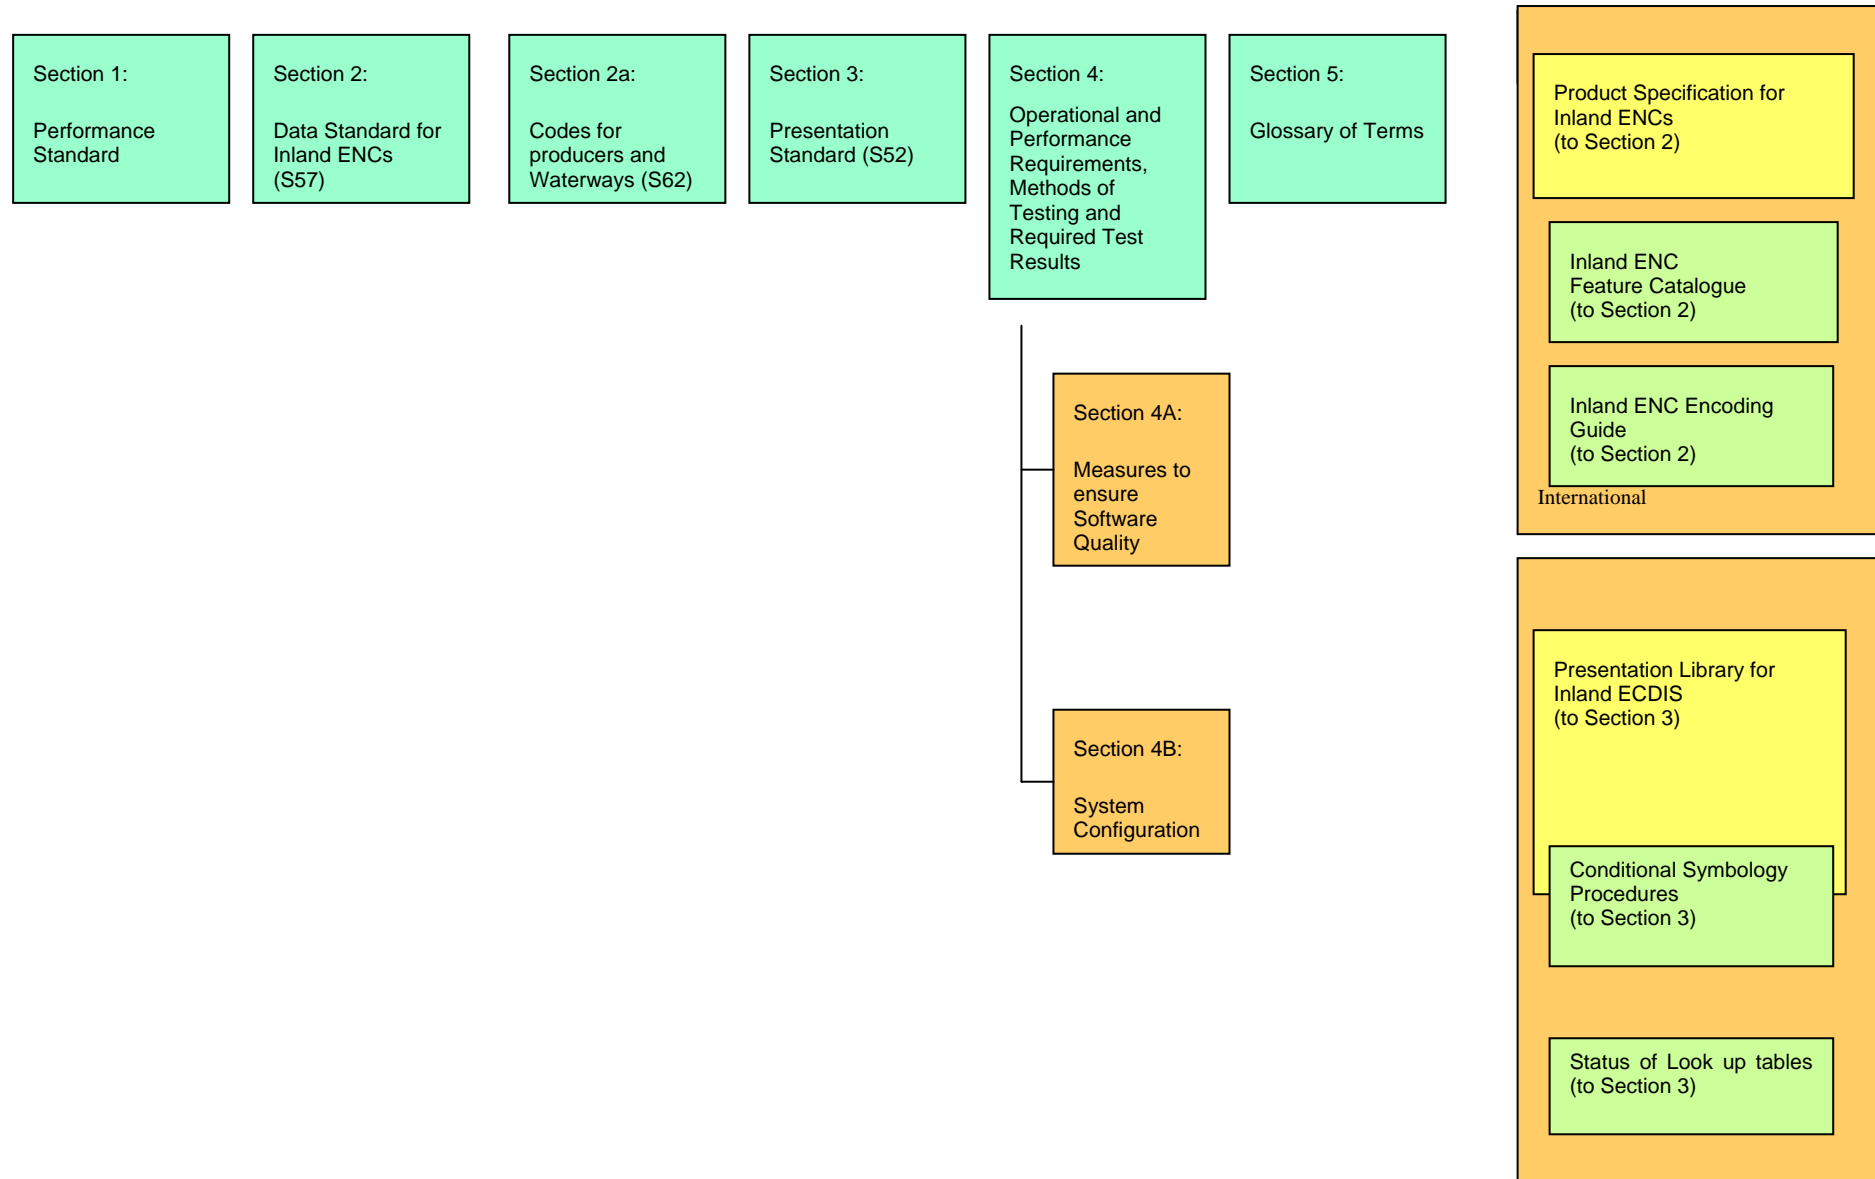 Section 1:
Performance
Standard
Section 2:
Data Standard for
Inland ENCs
(S57)
Section 2a:
Codes for
producers and
Waterways (S62)
Section 3:
Presentation
Standard (S52)
Section 4:
Operational and
Performance
Requirements,
Methods of
Testing and
Required Test
Results
Section 5:
Glossary of Terms
Section 4A:
Measures to
ensure
Software
Quality
Section 4B:
System
Configuration
Product Specification for
Inland ENCs
(to Section 2)
Inland ENC
Feature Catalogue
(to Section 2)
Inland ENC Encoding
Guide
(to Section 2)
International
Presentation Library for
Inland ECDIS
(to Section 3)
Conditional Symbology
Procedures
(to Section 3)
Status of Look up tables
(to Section 3)